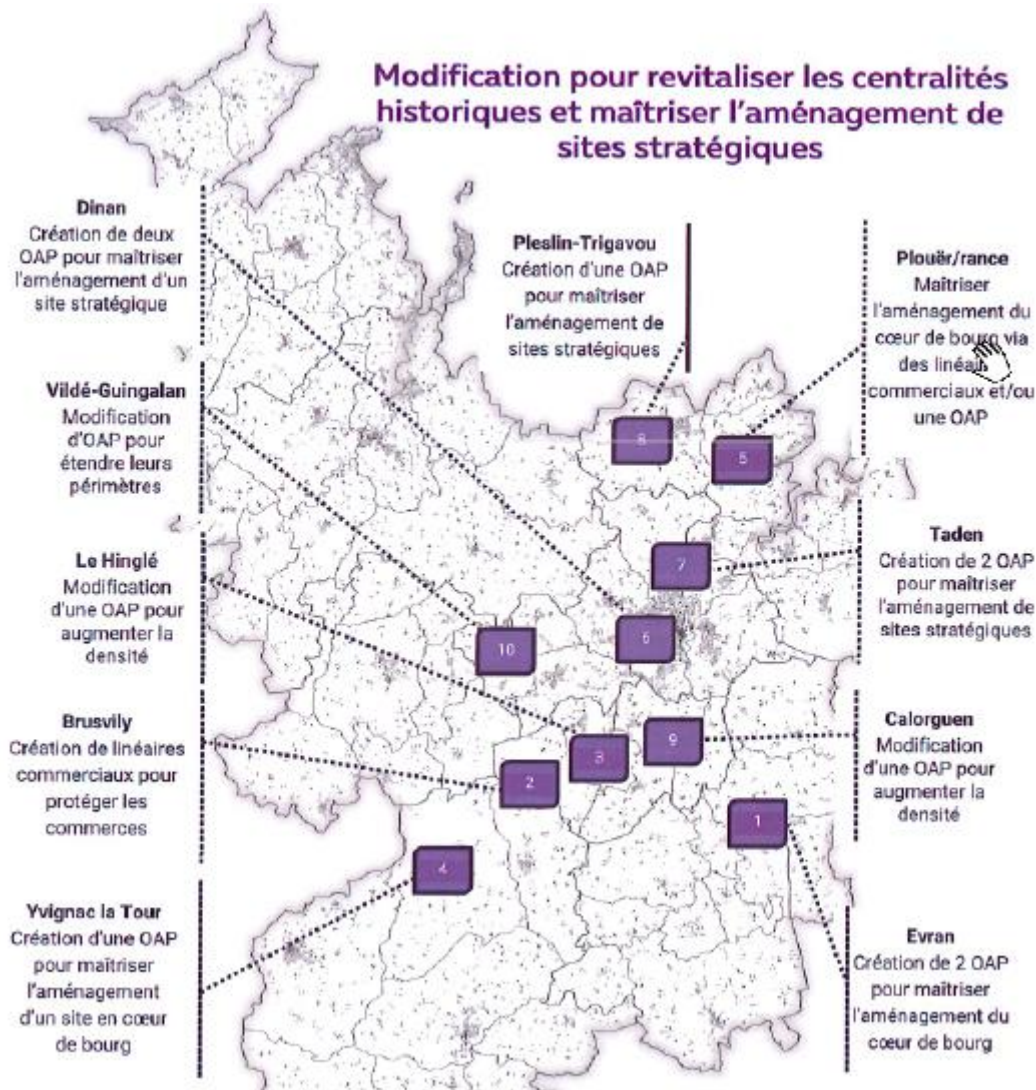 Modification pour revitaliser les centralités
historiques et maîtriser l'aménagement de
sites stratégiques
Dinan
Création de deux
OAP pour maîtriser
l'aménagement d'un
site stratégique
Vildé-Guingalan
Modification
d'OAP pour
étendre leurs
périmètres
Le Hinglé
Modification
d'une OAP pour
augmenter la
densité
Brusvily
Création de linéaires
commerciaux pour
protéger les
commerces
Yvignac la Tour
Création d'une OAP
pour maîtriser
l'aménagement
d'un site en cœur
de bourg
Pleslin-Trigavou
Création d'une OAP
pour maîtriser
l'aménagement de
sites stratégiques
Plouër/rance
Maîtriser
l'aménagement du
cœur de bourg via
des
commerciaux et/ou
une OAP
Taden
Création de 2 OAP
pour maîtriser
l'aménagement de
sites stratégiques
Calorguen
Modification
d'une OAP pour
augmenter la
densité
Evran
Création de 2 OAP
pour maîtriser
l'aménagement du
cœur de bourg
8
5
7
6
10
9
3
2
1
4